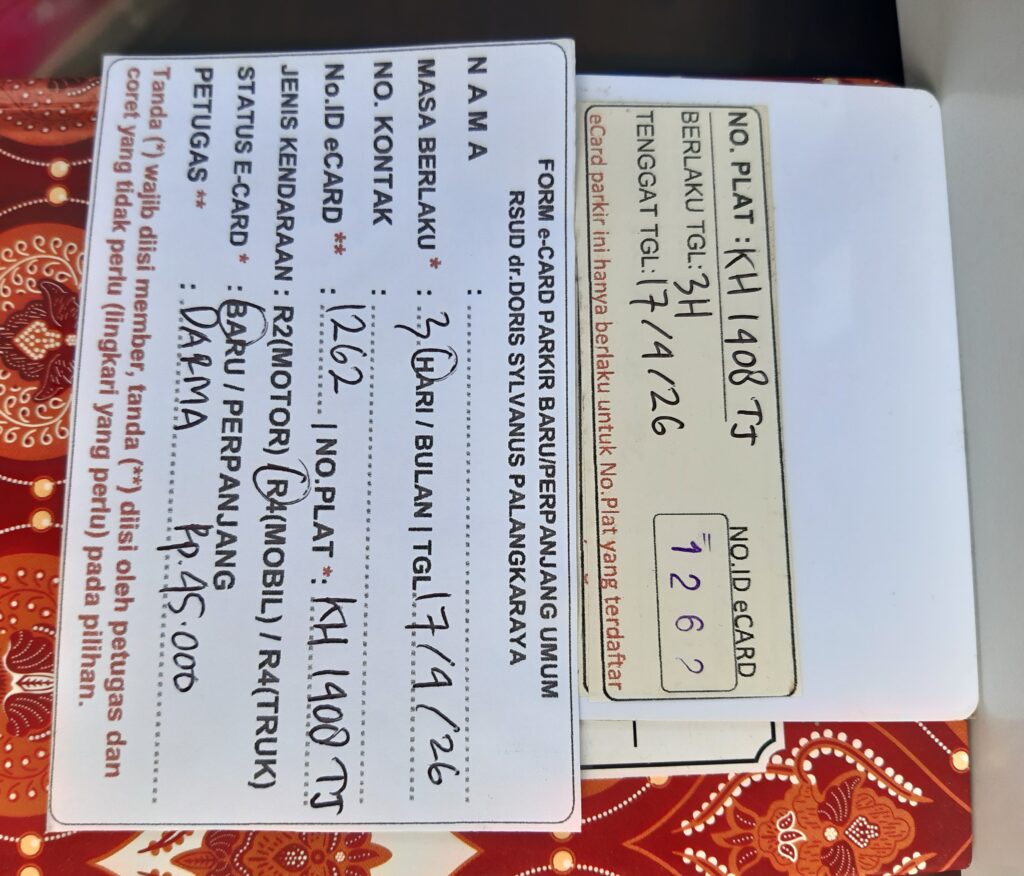 NO. PLAT : KH 1408 TJ
BERLAKU TGL: 3H
TENGGAT TGL: 17/4/26
NO.ID eCARD
1262
eCard parkir ini hanya berlaku untuk No.Plat yang terdaftar
FORM e-CARD PARKIR BARU/PERPANJANG UMUM
RSUD dr.DORIS SYLVANUS PALANGKARAYA
N A M A :
MASA BERLAKU * : 3 HARI / BULAN | TGL 17/4/26
NO. KONTAK :
No.ID eCARD ** : 1262 | NO.PLAT *: KH 1408 TJ
JENIS KENDARAAN : R2(MOTOR) / R4(MOBIL) / R4(TRUK)
STATUS E-CARD * : BARU / PERPANJANG
PETUGAS ** : DARMA Rp.45.000
Tanda (*) wajib diisi member, tanda (**) diisi oleh petugas dan
coret yang tidak perlu (lingkari yang perlu) pada pilihan.